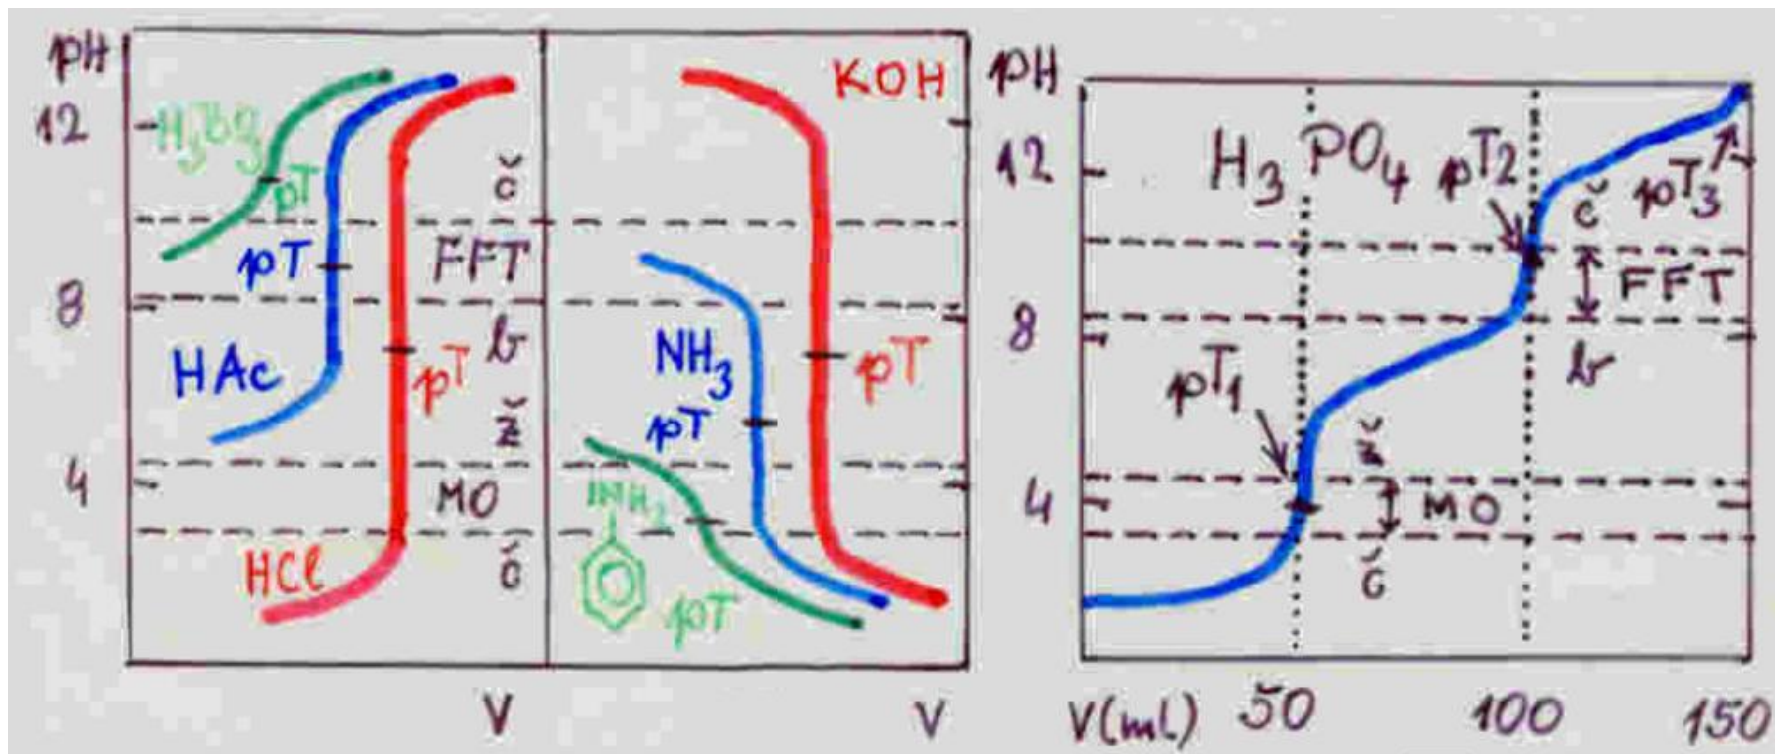 pH
12
8
4
H₃BO₃
pT
pT
HAc
pT
HCl
č
FFT
b
ž
MO
č
V
KOH
NH₃
pT
pT
NH₂
pT
V
pH
12
8
4
H₃PO₄
pT2
pT₃
č
FFT
b
pT₁
ž
MO
č
V(ml) 50 100 150